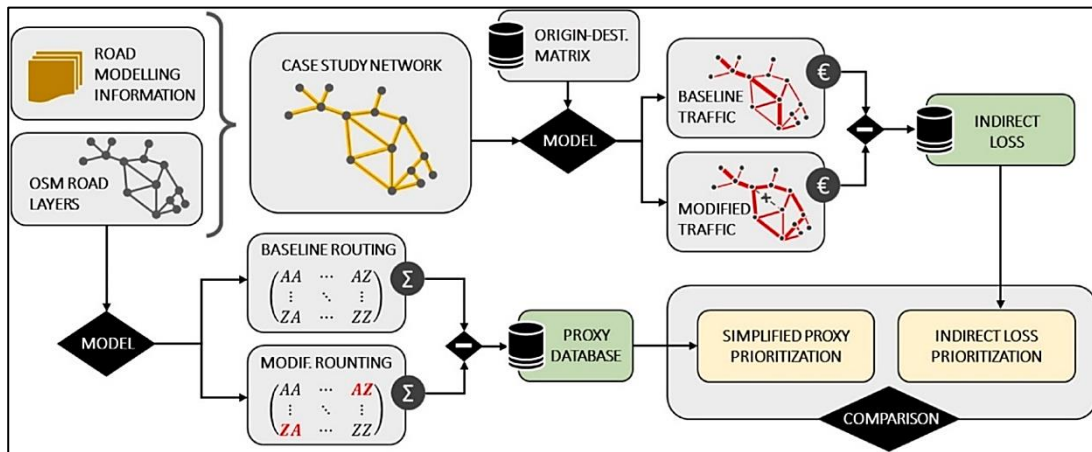 ROAD
MODELLING
INFORMATION
OSM ROAD
LAYERS
CASE STUDY NETWORK
ORIGIN-DEST.
MATRIX
MODEL
BASELINE
TRAFFIC
€
MODIFIED
TRAFFIC
€
INDIRECT
LOSS
MODEL
BASELINE ROUTING
AA ⋯ AZ
⋮ ⋱ ⋮
ZA ⋯ ZZ
Σ
MODIF. ROUNTING
AA ⋯ AZ
⋮ ⋱ ⋮
ZA ⋯ ZZ
Σ
PROXY
DATABASE
SIMPLIFIED PROXY
PRIORITIZATION
INDIRECT LOSS
PRIORITIZATION
COMPARISON